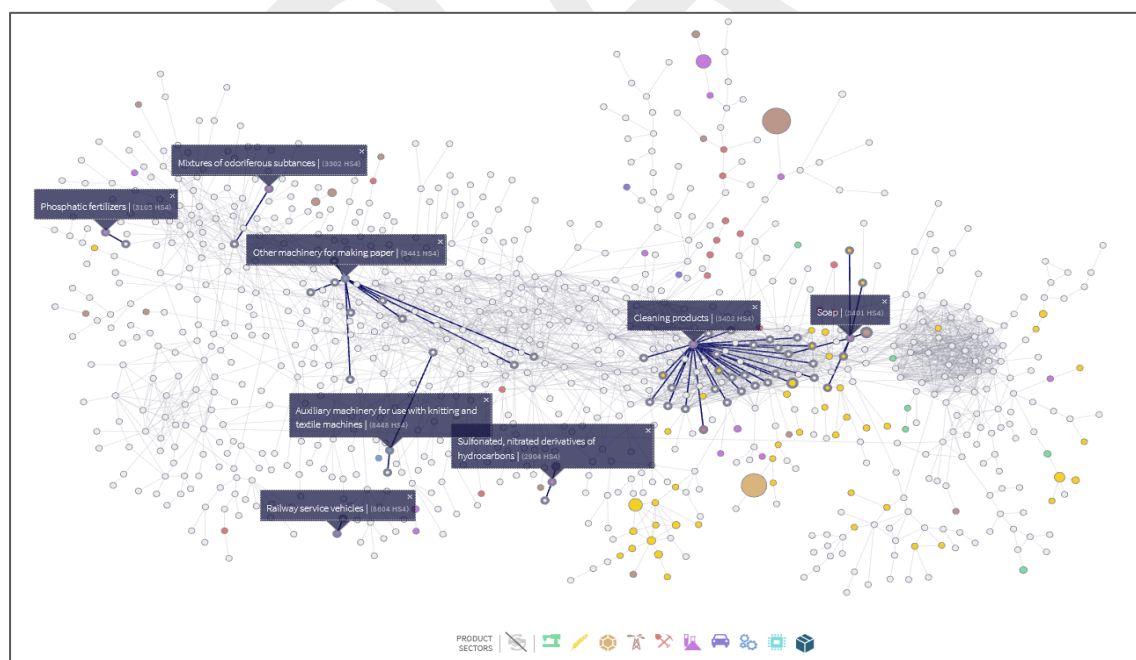 Mixtures of odoriferous subtances | (3302 HS4)
Phosphatic fertilizers | (3103 HS4)
Other machinery for making paper | (8441 HS4)
Cleaning products | (3402 HS4)
Soap | (3401 HS4)
Auxiliary machinery for use with knitting and
textile machines | (8448 HS4)
Sulfonated, nitrated derivatives of
hydrocarbons | (2904 HS4)
Railway service vehicles | (8604 HS4)
PRODUCT
SECTORS